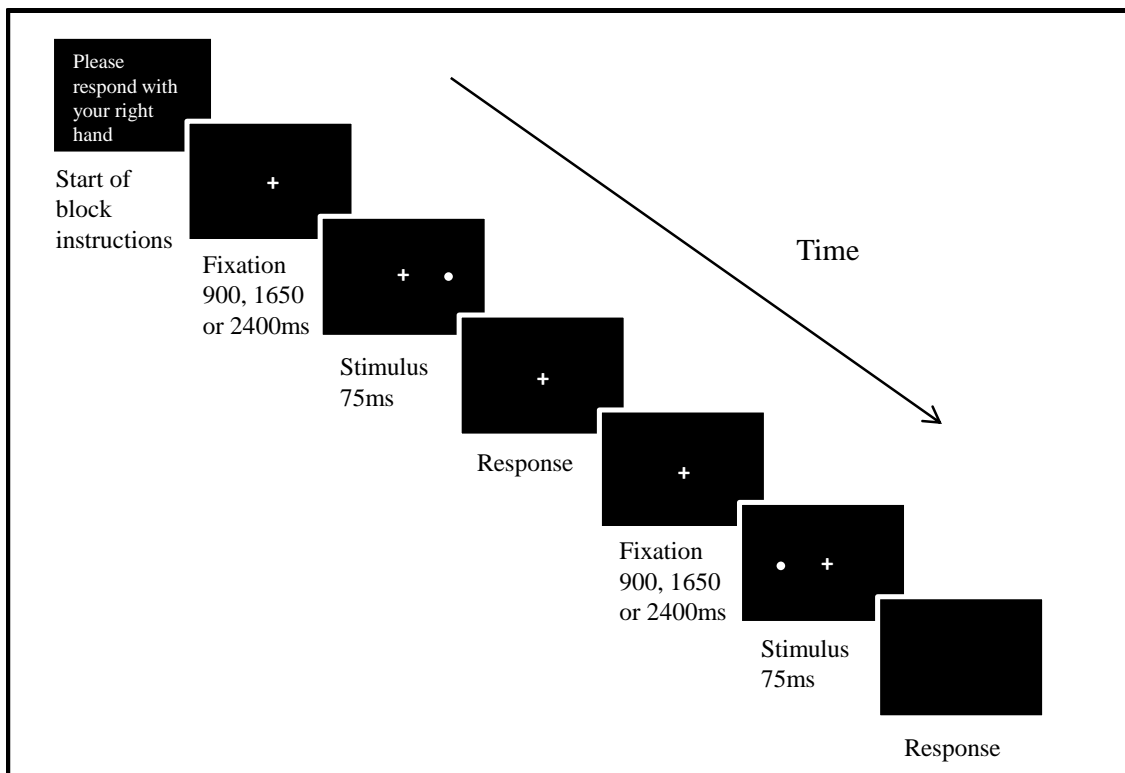 Please
respond with
your right
hand
Start of
block
instructions
Fixation
900, 1650
or 2400ms
Time
Stimulus
75ms
Response
Fixation
900, 1650
or 2400ms
Stimulus
75ms
Response